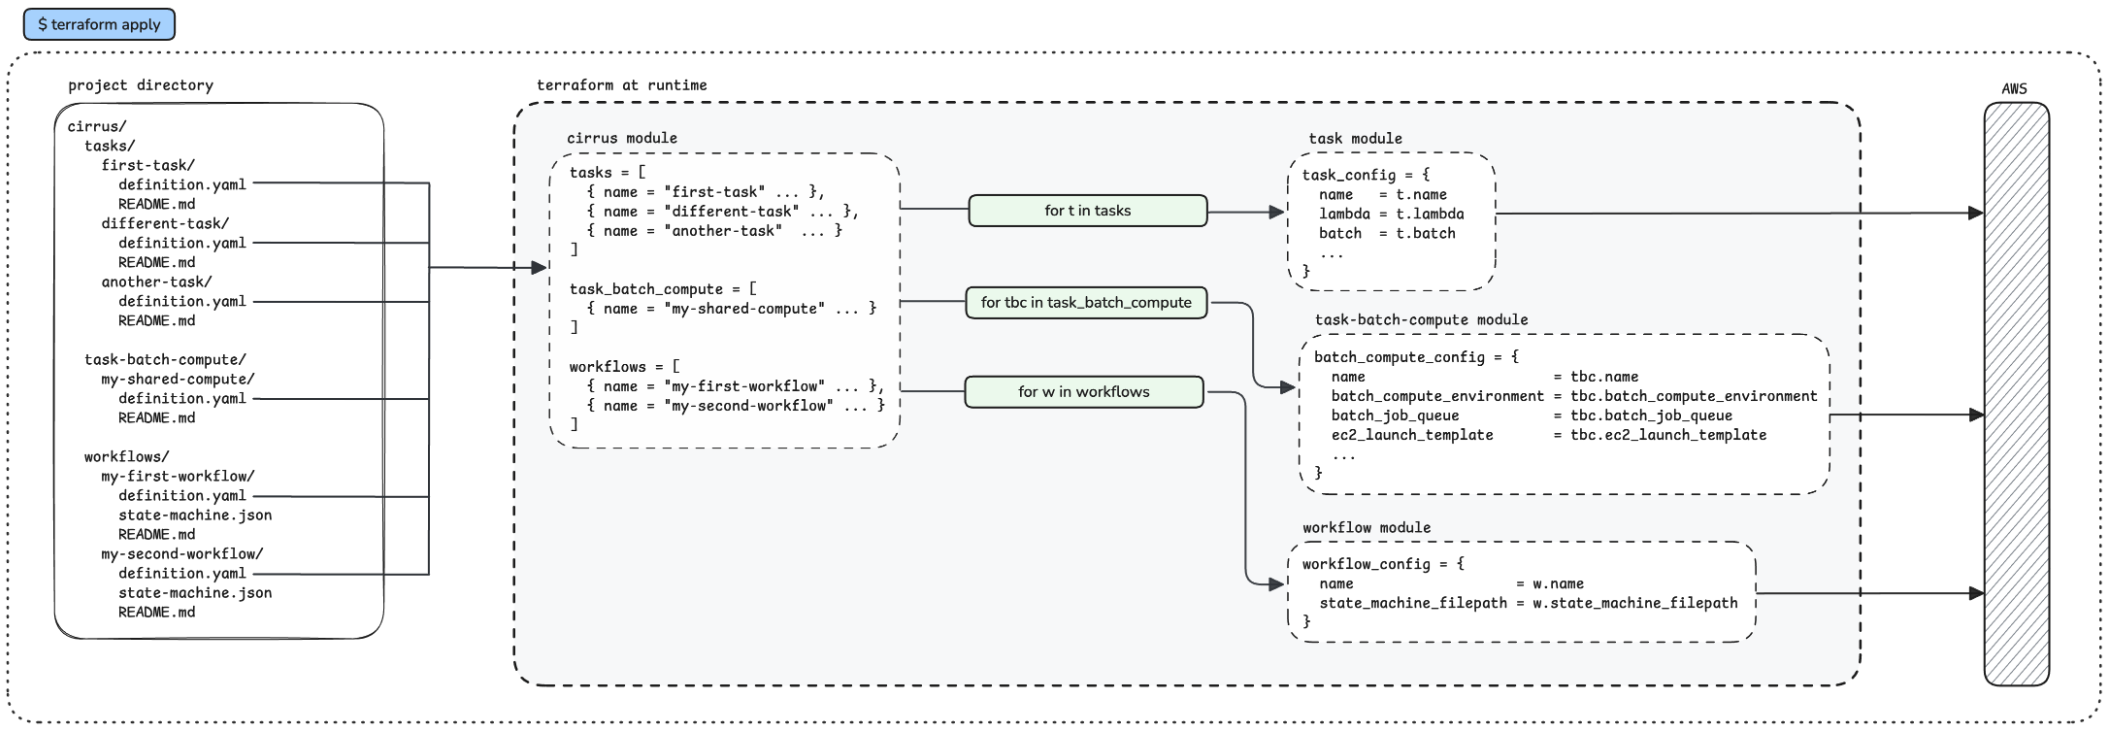 $ terraform apply
project directory
cirrus/
tasks/
first-task/
definition.yaml
README.md
different-task/
definition.yaml
README.md
another-task/
definition.yaml
README.md
task-batch-compute/
my-shared-compute/
definition.yaml
README.md
workflows/
my-first-workflow/
definition.yaml
state-machine.json
README.md
my-second-workflow/
definition.yaml
state-machine.json
README.md
terraform at runtime
cirrus module
tasks = [
{ name = "first-task" ... },
{ name = "different-task" ... },
{ name = "another-task"  ... }
]
task_batch_compute = [
{ name = "my-shared-compute" ... }
]
workflows = [
{ name = "my-first-workflow" ... },
{ name = "my-second-workflow" ... }
]
for t in tasks
for tbc in task_batch_compute
for w in workflows
task module
task_config = {
name   = t.name
lambda = t.lambda
batch  = t.batch
...
}
task-batch-compute module
batch_compute_config = {
name                      = tbc.name
batch_compute_environment = tbc.batch_compute_environment
batch_job_queue           = tbc.batch_job_queue
ec2_launch_template       = tbc.ec2_launch_template
...
}
workflow module
workflow_config = {
name                   = w.name
state_machine_filepath = w.state_machine_filepath
}
AWS